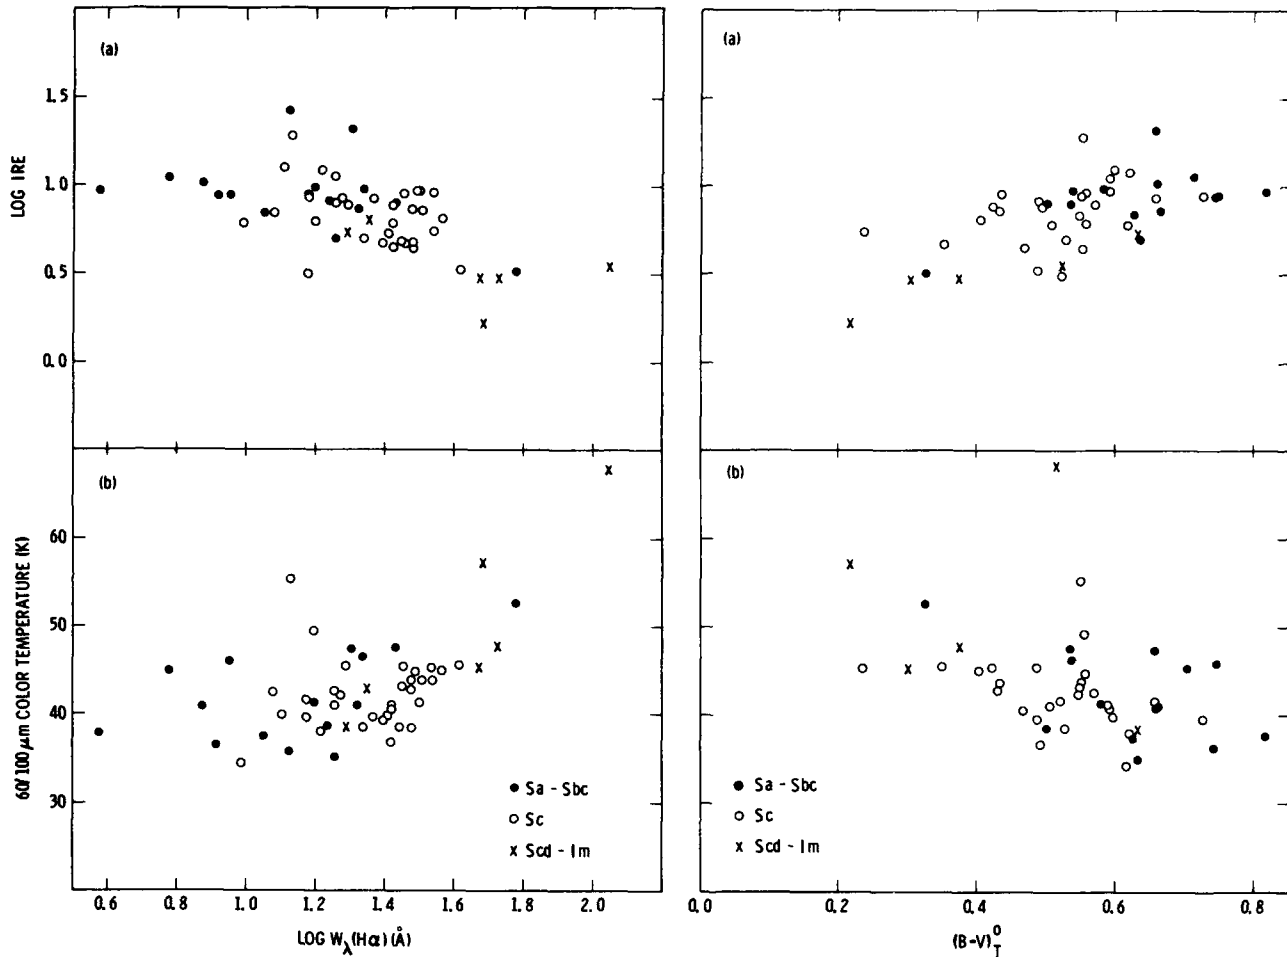 (a)
LOG IRE
1.5
1.0
0.5
0.0
(b)
60/100 μm COLOR TEMPERATURE (K)
60
50
40
30
● Sa - Sbc
○ Sc
x Scd - Im
0.6 0.8 1.0 1.2 1.4 1.6 1.8 2.0
LOG W_λ(Hα) (Å)
(a)
(b)
● Sa - Sbc
○ Sc
x Scd - Im
0.0 0.2 0.4 0.6 0.8
(B-V)_T^0